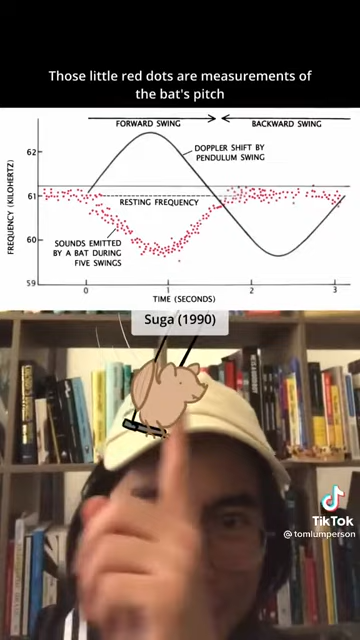 Those little red dots are measurements of
the bat's pitch
FORWARD SWING
BACKWARD SWING
62
DOPPLER SHIFT BY
PENDULUM SWING
61
RESTING FREQUENCY
FREQUENCY (KILOHERTZ)
60
SOUNDS EMITTED
BY A BAT DURING
FIVE SWINGS
59
0
1
2
3
TIME (SECONDS)
Suga (1990)
TikTok
@tomlumperson